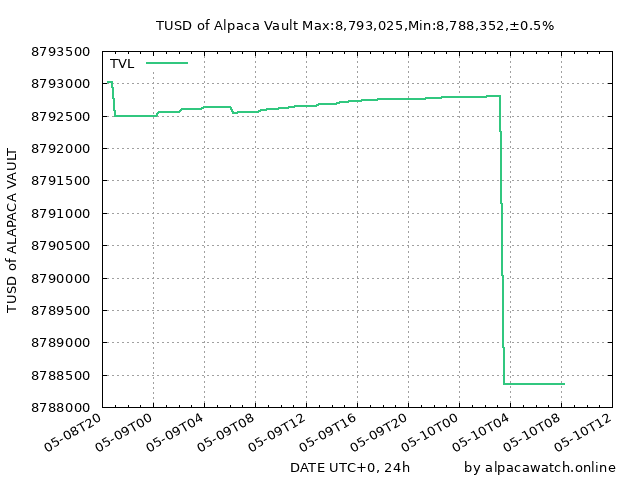 TUSD of Alpaca Vault Max:8,793,025,Min:8,788,352,±0.5%
8793500
TVL
8793000
8792500
8792000
8791500
8791000
8790500
8790000
8789500
8789000
8788500
8788000
TUSD of ALAPACA VAULT
05-08T20
05-09T00
05-09T04
05-09T08
05-09T12
05-09T16
05-09T20
05-10T00
05-10T04
05-10T08
05-10T12
DATE UTC+0, 24h
by alpacawatch.online